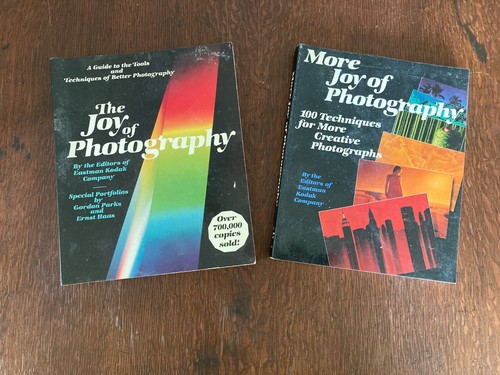 A Guide to the Tools
and
Techniques of Better Photography
The
Joy
of
Photography
By the Editors of
Eastman Kodak
Company
Special Portfolios
by
Gordon Parks
and
Ernst Haas
Over
700,000
copies
sold!
More
Joy of
Photography
100 Techniques
for More
Creative
Photographs
By the
Editors of
Eastman
Kodak
Company